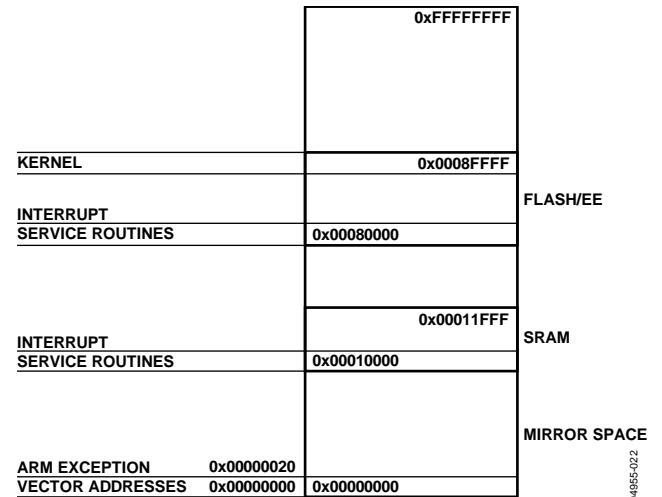 0xFFFFFFFF
KERNEL 0x0008FFFF
FLASH/EE
INTERRUPT
SERVICE ROUTINES 0x00080000
0x00011FFF
SRAM
INTERRUPT
SERVICE ROUTINES 0x00010000
MIRROR SPACE
ARM EXCEPTION 0x00000020
VECTOR ADDRESSES 0x00000000 0x00000000
4955-022